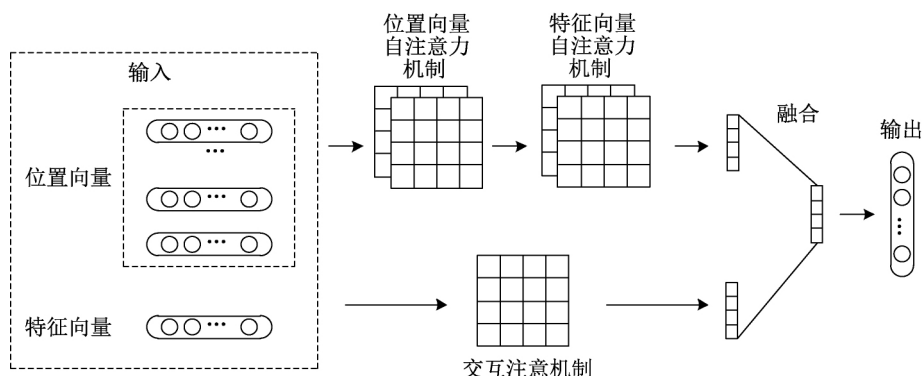 位置向量
自注意力
机制
特征向量
自注意力
机制
输入
融合
输出
位置向量
特征向量
交互注意机制